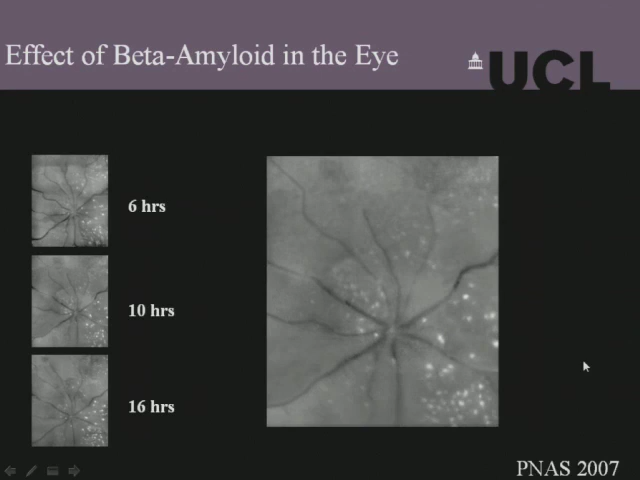 Effect of Beta-Amyloid in the Eye
UCL
6 hrs
10 hrs
16 hrs
PNAS 2007